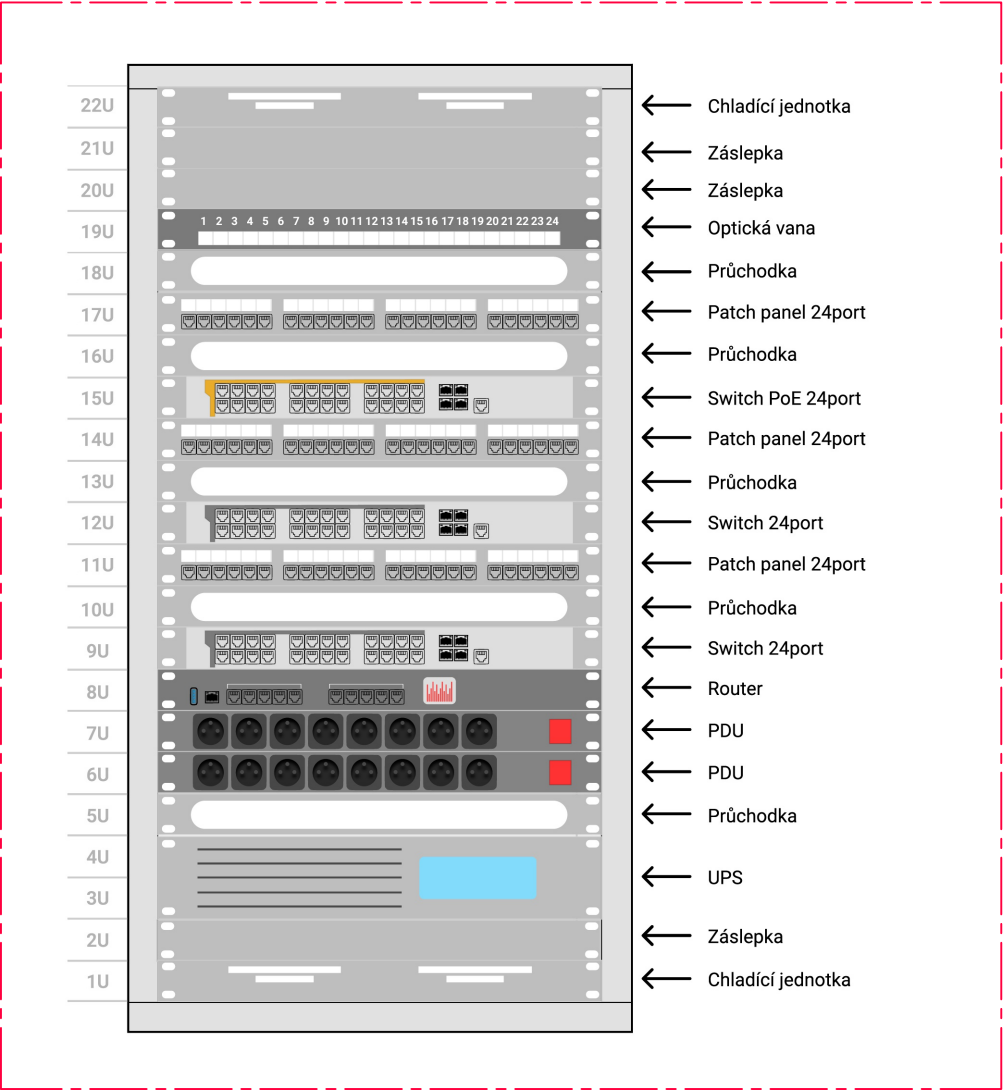 22U Chladící jednotka
21U Záslepka
20U Záslepka
1 2 3 4 5 6 7 8 9 10 11 12 13 14 15 16 17 18 19 20 21 22 23 24
19U Optická vana
18U Průchodka
17U Patch panel 24port
16U Průchodka
15U Switch PoE 24port
14U Patch panel 24port
13U Průchodka
12U Switch 24port
11U Patch panel 24port
10U Průchodka
9U Switch 24port
8U Router
7U PDU
6U PDU
5U Průchodka
4U
UPS
3U
2U Záslepka
1U Chladící jednotka